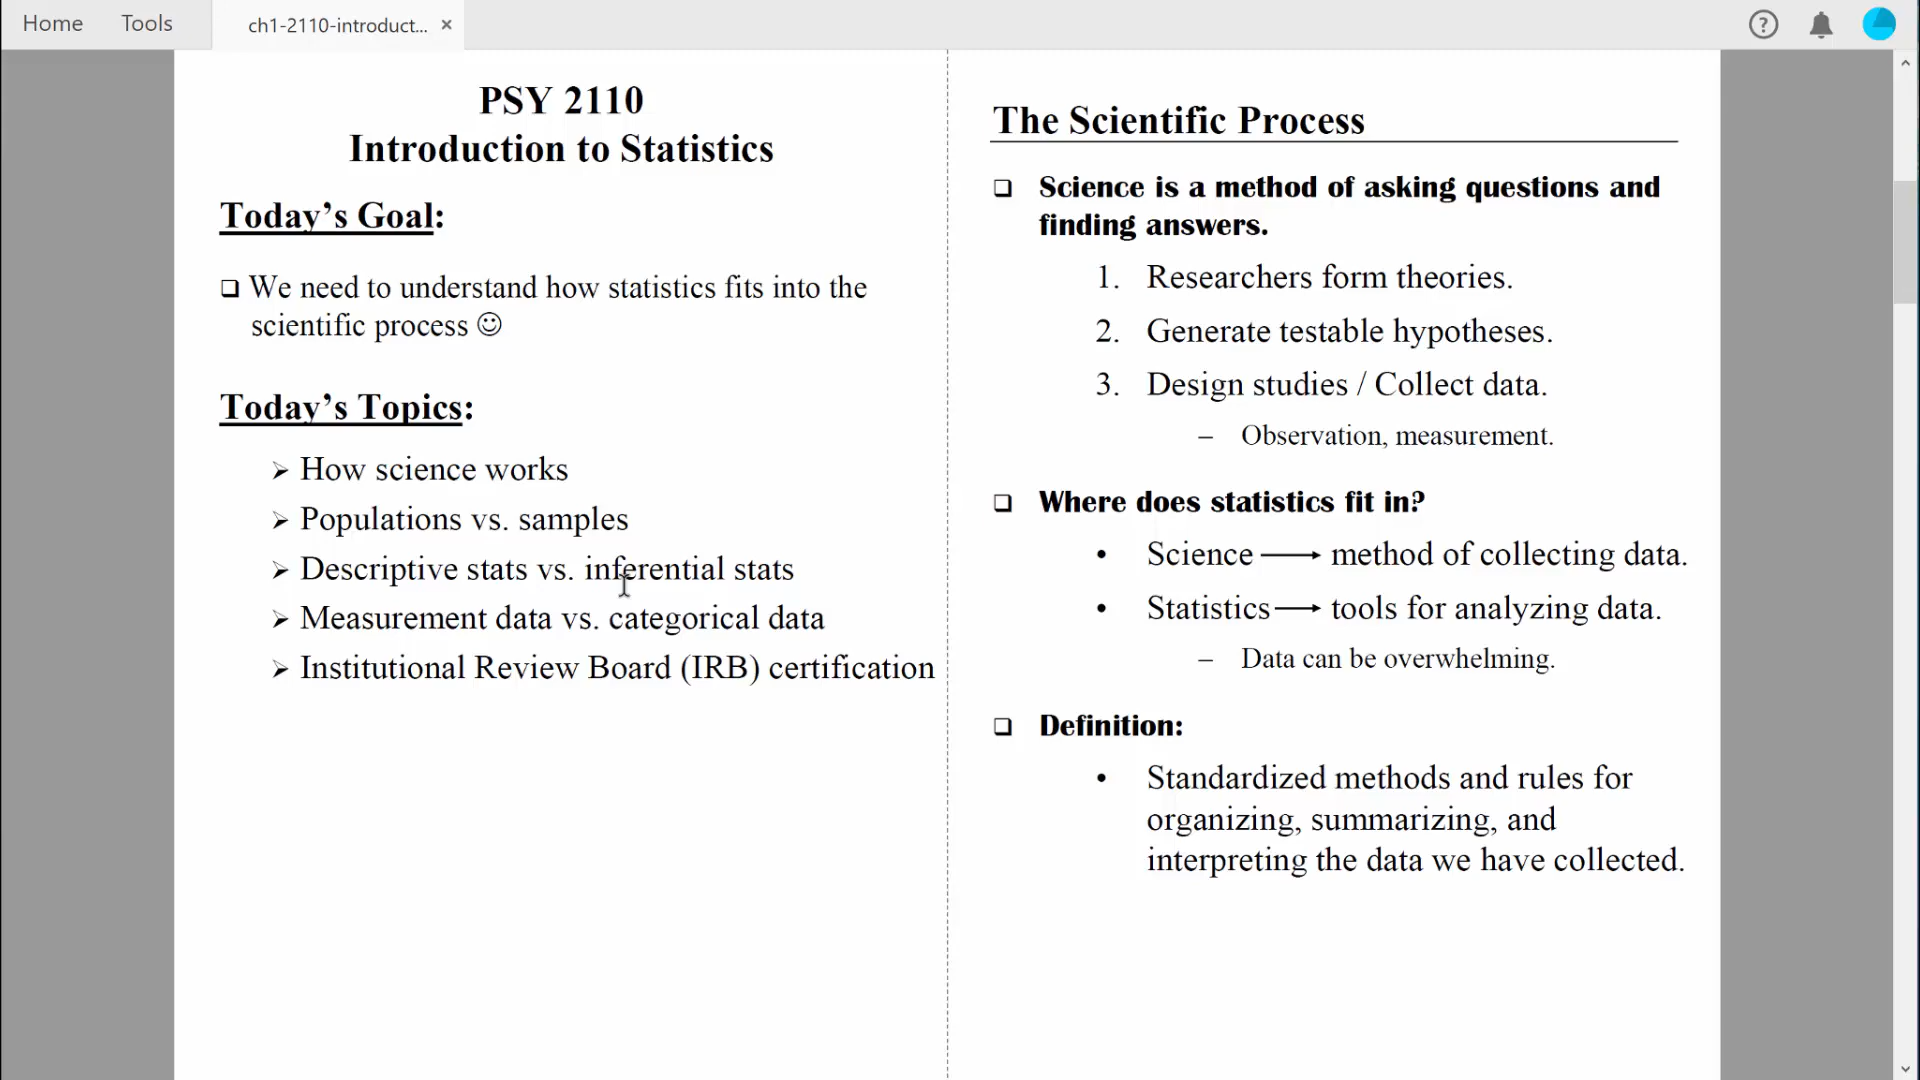 Home Tools ch1-2110-introduct... ×
PSY 2110
Introduction to Statistics
Today's Goal:
❑ We need to understand how statistics fits into the
scientific process ☺
Today's Topics:
➢ How science works
➢ Populations vs. samples
➢ Descriptive stats vs. inferential stats
➢ Measurement data vs. categorical data
➢ Institutional Review Board (IRB) certification
The Scientific Process
❑ Science is a method of asking questions and
finding answers.
1. Researchers form theories.
2. Generate testable hypotheses.
3. Design studies / Collect data.
– Observation, measurement.
❑ Where does statistics fit in?
• Science ⟶ method of collecting data.
• Statistics ⟶ tools for analyzing data.
– Data can be overwhelming.
❑ Definition:
• Standardized methods and rules for
organizing, summarizing, and
interpreting the data we have collected.